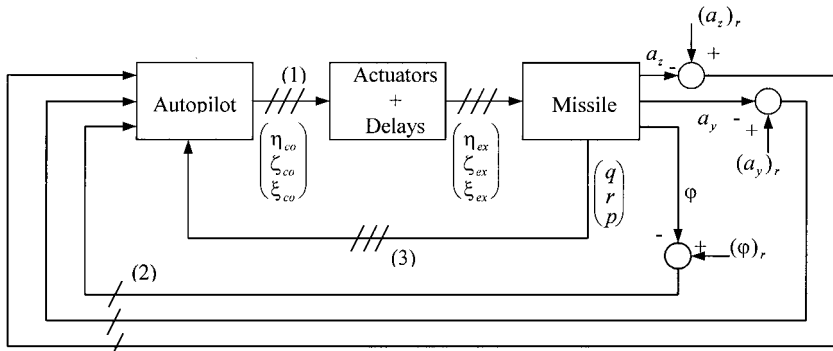 (a_z)_r
a_z - +
(1)
Autopilot
Actuators
+
Delays
Missile
a_y - +
(a_y)_r
η_co
ζ_co
ξ_co
η_ex
ζ_ex
ξ_ex
q
r
p
φ
- +
(φ)_r
(3)
(2)